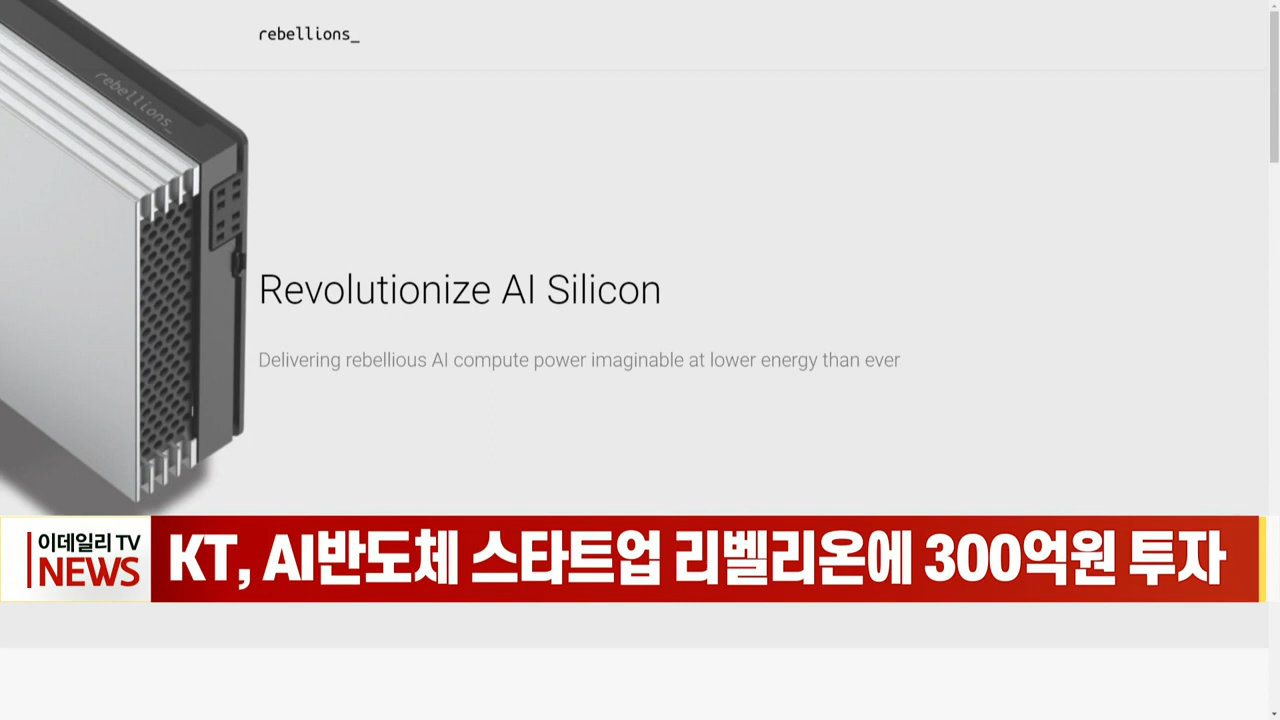 rebellions_
rebellions_
Revolutionize AI Silicon
Delivering rebellious AI compute power imaginable at lower energy than ever
이데일리 TV
NEWS
KT, AI반도체 스타트업 리벨리온에 300억원 투자